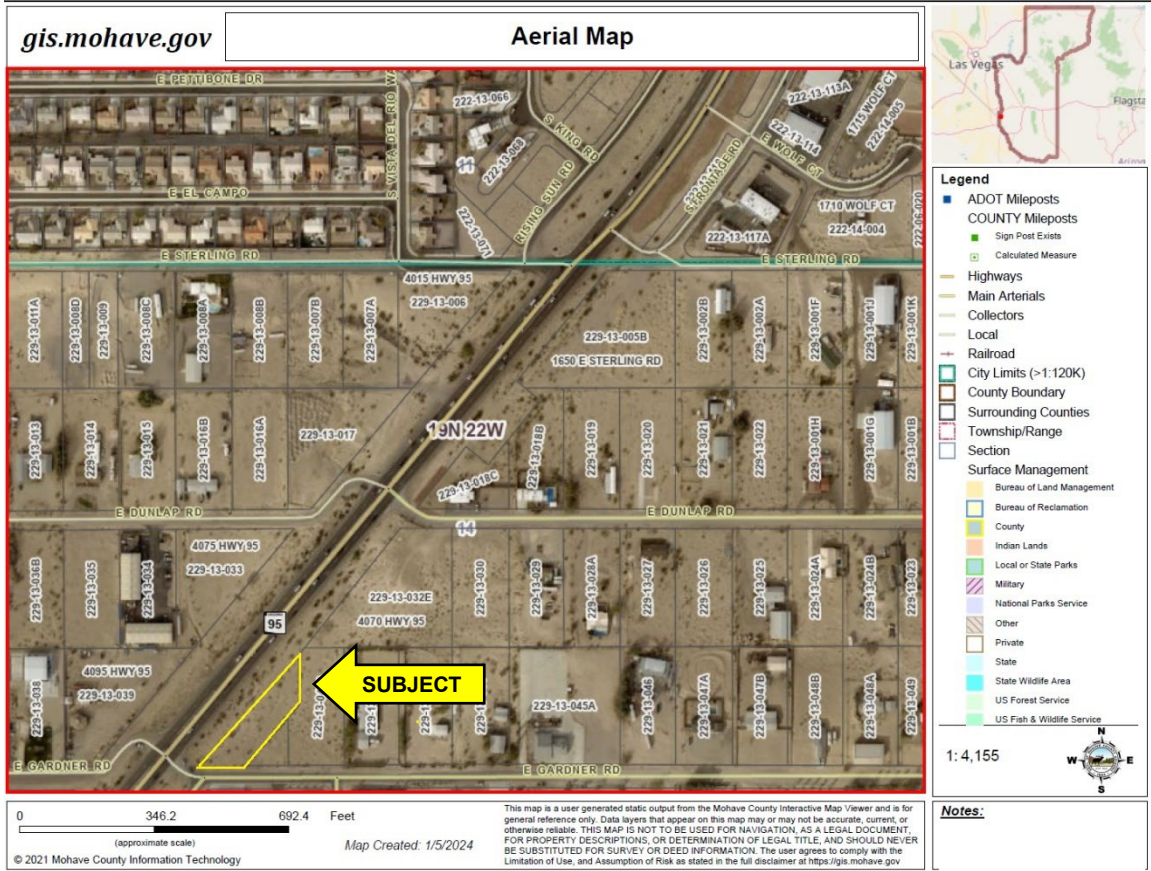 gis.mohave.gov
Aerial Map
E PETTIBONE DR
S VISTA DEL RIO W
222-13-066
222-13-068
11
S KING RD
222-13-113A
1715 WOLF CT
222-14-005
222-13-114
E WOLF CT
S FRONTAGE RD
E EL CAMPO
RISING SUN RD
222-13-071
222-13-117A
1710 WOLF CT
222-14-004
222-06-020
E STERLING RD
E STERLING RD
4015 HWY 95
229-13-006
229-13-011A
229-13-008D
229-13-009
229-13-008C
229-13-008A
229-13-008B
229-13-007B
229-13-007A
229-13-005B
1650 E STERLING RD
229-13-002B
229-13-002A
229-13-001F
229-13-001J
229-13-001K
229-13-013
229-13-014
229-13-015
229-13-016B
229-13-016A
229-13-017
19N 22W
229-13-018C
229-13-018B
229-13-019
229-13-020
229-13-021
229-13-022
229-13-001H
229-13-001G
229-13-001B
E DUNLAP RD
E DUNLAP RD
14
4075 HWY 95
229-13-033
229-13-036B
229-13-035
229-13-034
229-13-032E
4070 HWY 95
229-13-030
229-13-029
229-13-028A
229-13-027
229-13-026
229-13-025
229-13-024A
229-13-024B
229-13-023
95
SUBJECT
4095 HWY 95
229-13-039
229-13-038
229-13-045A
229-13-046
229-13-047A
229-13-047B
229-13-048B
229-13-048A
229-13-049
E GARDNER RD
E GARDNER RD
Las Vegas
Flagsta
Legend
ADOT Mileposts
COUNTY Mileposts
Sign Post Exists
Calculated Measure
Highways
Main Arterials
Collectors
Local
Railroad
City Limits (>1:120K)
County Boundary
Surrounding Counties
Township/Range
Section
Surface Management
Bureau of Land Management
Bureau of Reclamation
County
Indian Lands
Local or State Parks
Military
National Parks Service
Other
Private
State
State Wildlife Area
US Forest Service
US Fish & Wildlife Service
1: 4,155
N
W E
S
0 346.2 692.4 Feet
(approximate scale)
Map Created: 1/5/2024
© 2021 Mohave County Information Technology
This map is a user generated static output from the Mohave County Interactive Map Viewer and is for
general reference only. Data layers that appear on this map may or may not be accurate, current, or
otherwise reliable. THIS MAP IS NOT TO BE USED FOR NAVIGATION, AS A LEGAL DOCUMENT,
FOR PROPERTY DESCRIPTIONS, OR DETERMINATION OF LEGAL TITLE, AND SHOULD NEVER
BE SUBSTITUTED FOR SURVEY OR DEED INFORMATION. The user agrees to comply with the
Limitation of Use, and Assumption of Risk as stated in the full disclaimer at https://gis.mohave.gov
Notes: